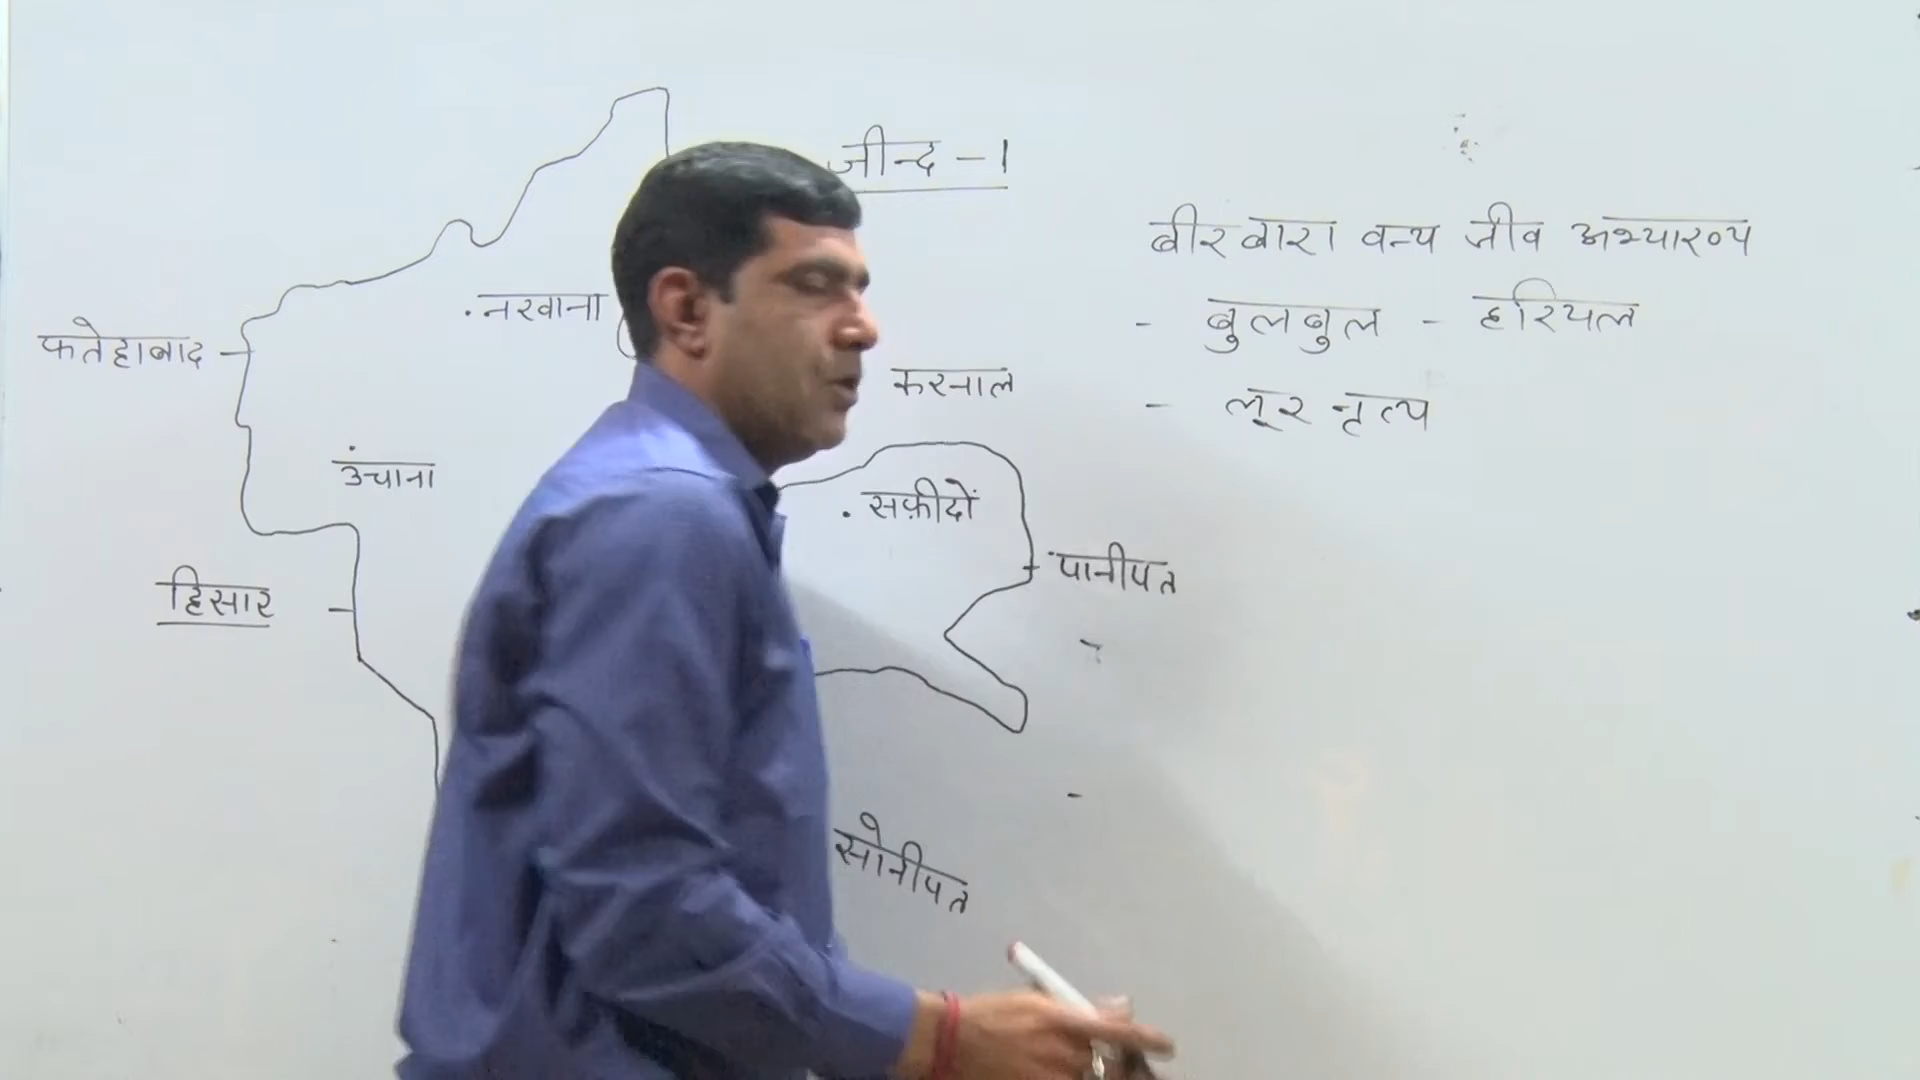 जीन्द - 1
बीरबारा वन्य जीव अभ्यारण्य
- बुलबुल - हरियल
- लूर नृत्य
. नरवाना
फतेहाबाद
करनाल
उंचाना
. सफ़ीदों
पानीपत
हिसार
सोनीपत